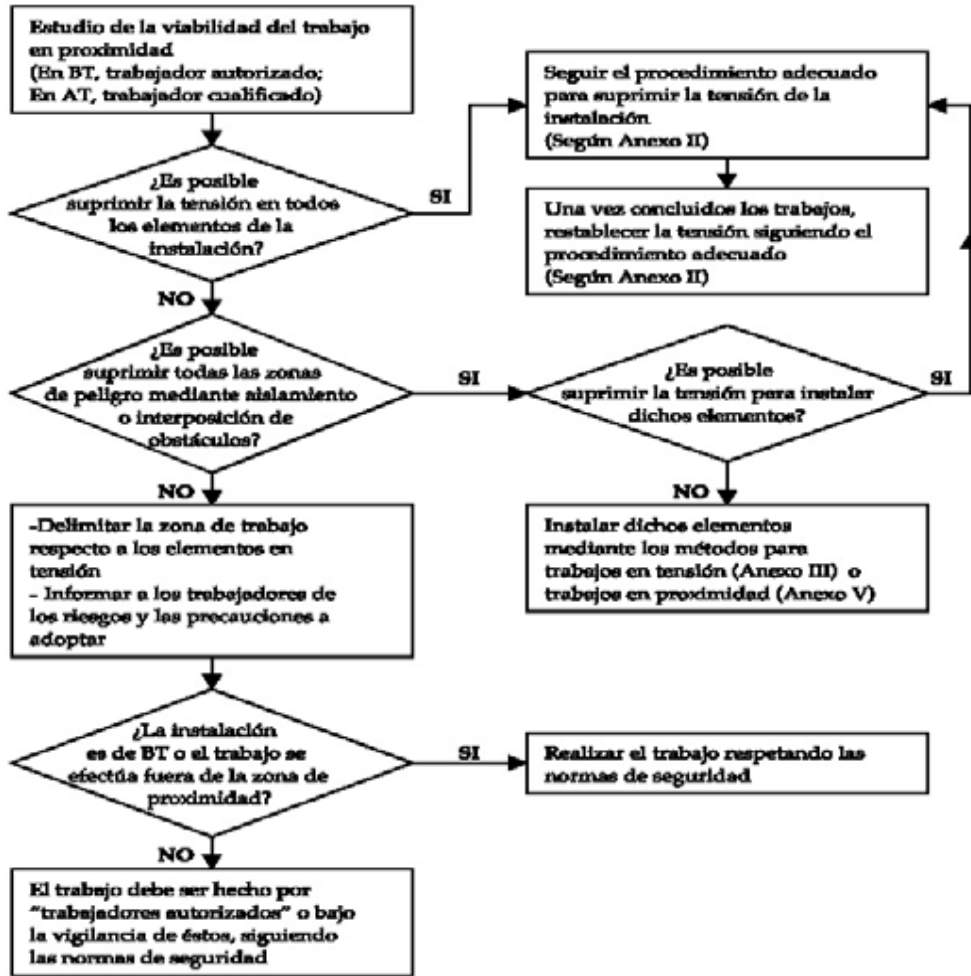 Estudio de la viabilidad del trabajo
en proximidad
(En BT, trabajador autorizado;
En AT, trabajador cualificado)
¿Es posible
suprimir la tensión en todos
los elementos de la
instalación?
SI
Seguir el procedimiento adecuado
para suprimir la tensión de la
instalación
(Según Anexo II)
Una vez concluidos los trabajos,
restablecer la tensión siguiendo el
procedimiento adecuado
(Según Anexo II)
NO
¿Es posible
suprimir todas las zonas
de peligro mediante aislamiento
o interposición de
obstáculos?
SI
¿Es posible
suprimir la tensión para instalar
dichos elementos?
SI
NO
Instalar dichos elementos
mediante los métodos para
trabajos en tensión (Anexo III) o
trabajos en proximidad (Anexo V)
NO
-Delimitar la zona de trabajo
respecto a los elementos en
tensión
- Informar a los trabajadores de
los riesgos y las precauciones a
adoptar
¿La instalación
es de BT o el trabajo se
efectúa fuera de la zona de
proximidad?
SI
Realizar el trabajo respetando las
normas de seguridad
NO
El trabajo debe ser hecho por
"trabajadores autorizados" o bajo
la vigilancia de éstos, siguiendo
las normas de seguridad